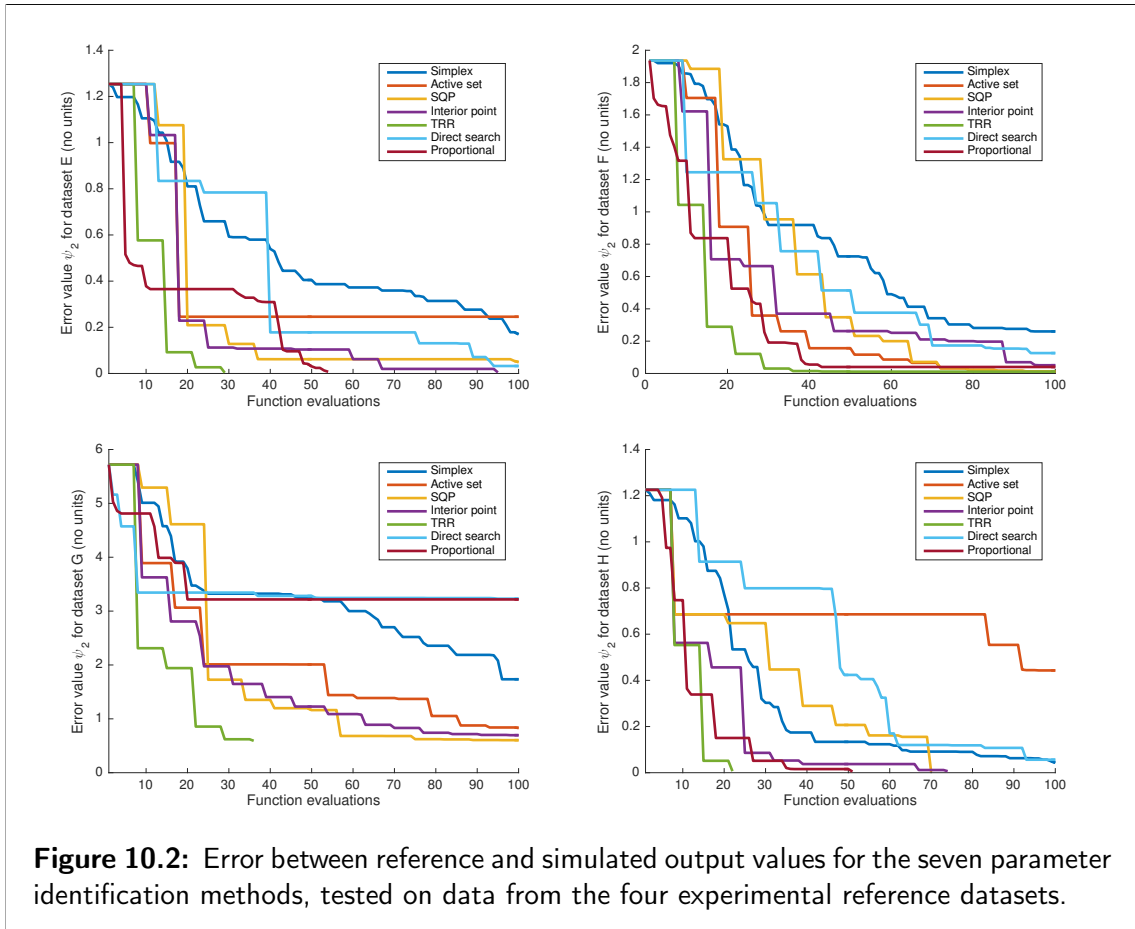 1.4
1.2
1
0.8
0.6
0.4
0.2
0
Error value ψ_2 for dataset E (no units)
10 20 30 40 50 60 70 80 90 100
Function evaluations
Simplex
Active set
SQP
Interior point
TRR
Direct search
Proportional
2
1.8
1.6
1.4
1.2
1
0.8
0.6
0.4
0.2
0
Error value ψ_2 for dataset F (no units)
0 20 40 60 80 100
Function evaluations
Simplex
Active set
SQP
Interior point
TRR
Direct search
Proportional
6
5
4
3
2
1
0
Error value ψ_2 for dataset G (no units)
10 20 30 40 50 60 70 80 90 100
Function evaluations
Simplex
Active set
SQP
Interior point
TRR
Direct search
Proportional
1.4
1.2
1
0.8
0.6
0.4
0.2
0
Error value ψ_2 for dataset H (no units)
10 20 30 40 50 60 70 80 90 100
Function evaluations
Simplex
Active set
SQP
Interior point
TRR
Direct search
Proportional
Figure 10.2: Error between reference and simulated output values for the seven parameter
identification methods, tested on data from the four experimental reference datasets.